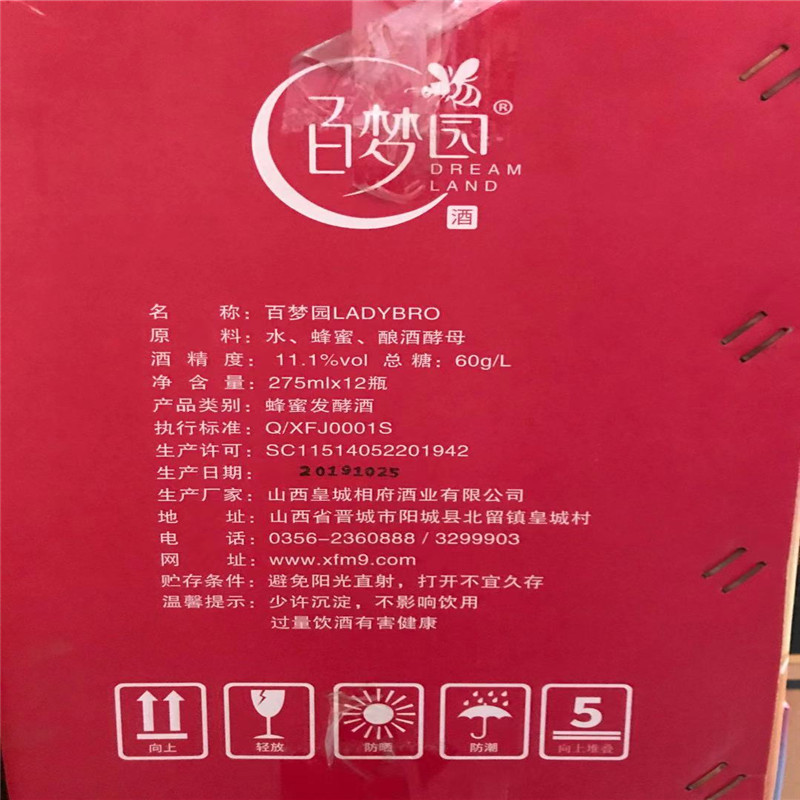 百梦园®
DREAM
LAND
酒
名 称：百梦园LADYBRO
原 料：水、蜂蜜、酿酒酵母
酒精度：11.1%vol 总糖：60g/L
净含量：275mlx12瓶
产品类别：蜂蜜发酵酒
执行标准：Q/XFJ0001S
生产许可：SC11514052201942
生产日期：20191025
生产厂家：山西皇城相府酒业有限公司
地 址：山西省晋城市阳城县北留镇皇城村
电 话：0356-2360888 / 3299903
网 址：www.xfm9.com
贮存条件：避免阳光直射，打开不宜久存
温馨提示：少许沉淀，不影响饮用
过量饮酒有害健康
5
向上 轻放 防晒 防潮 向上堆叠